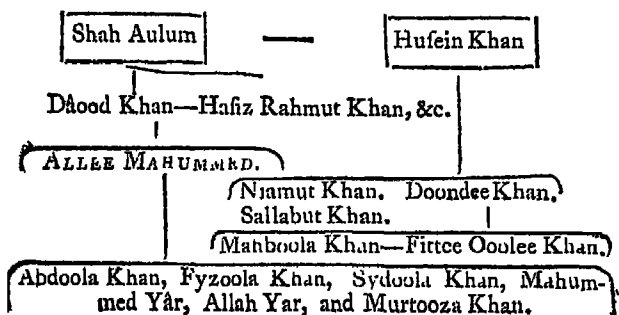 Shah Aulum — Husein Khan
Dâood Khan—Hafiz Rahmut Khan, &c.
ALLEE MAHUMMED.
Niamut Khan. Doondee Khan.
Sallabut Khan.
Mahboola Khan—Fittee Ooolee Khan.
Abdoola Khan, Fyzoola Khan, Sydoola Khan, Mahum-
med Yâr, Allah Yar, and Murtooza Khan.